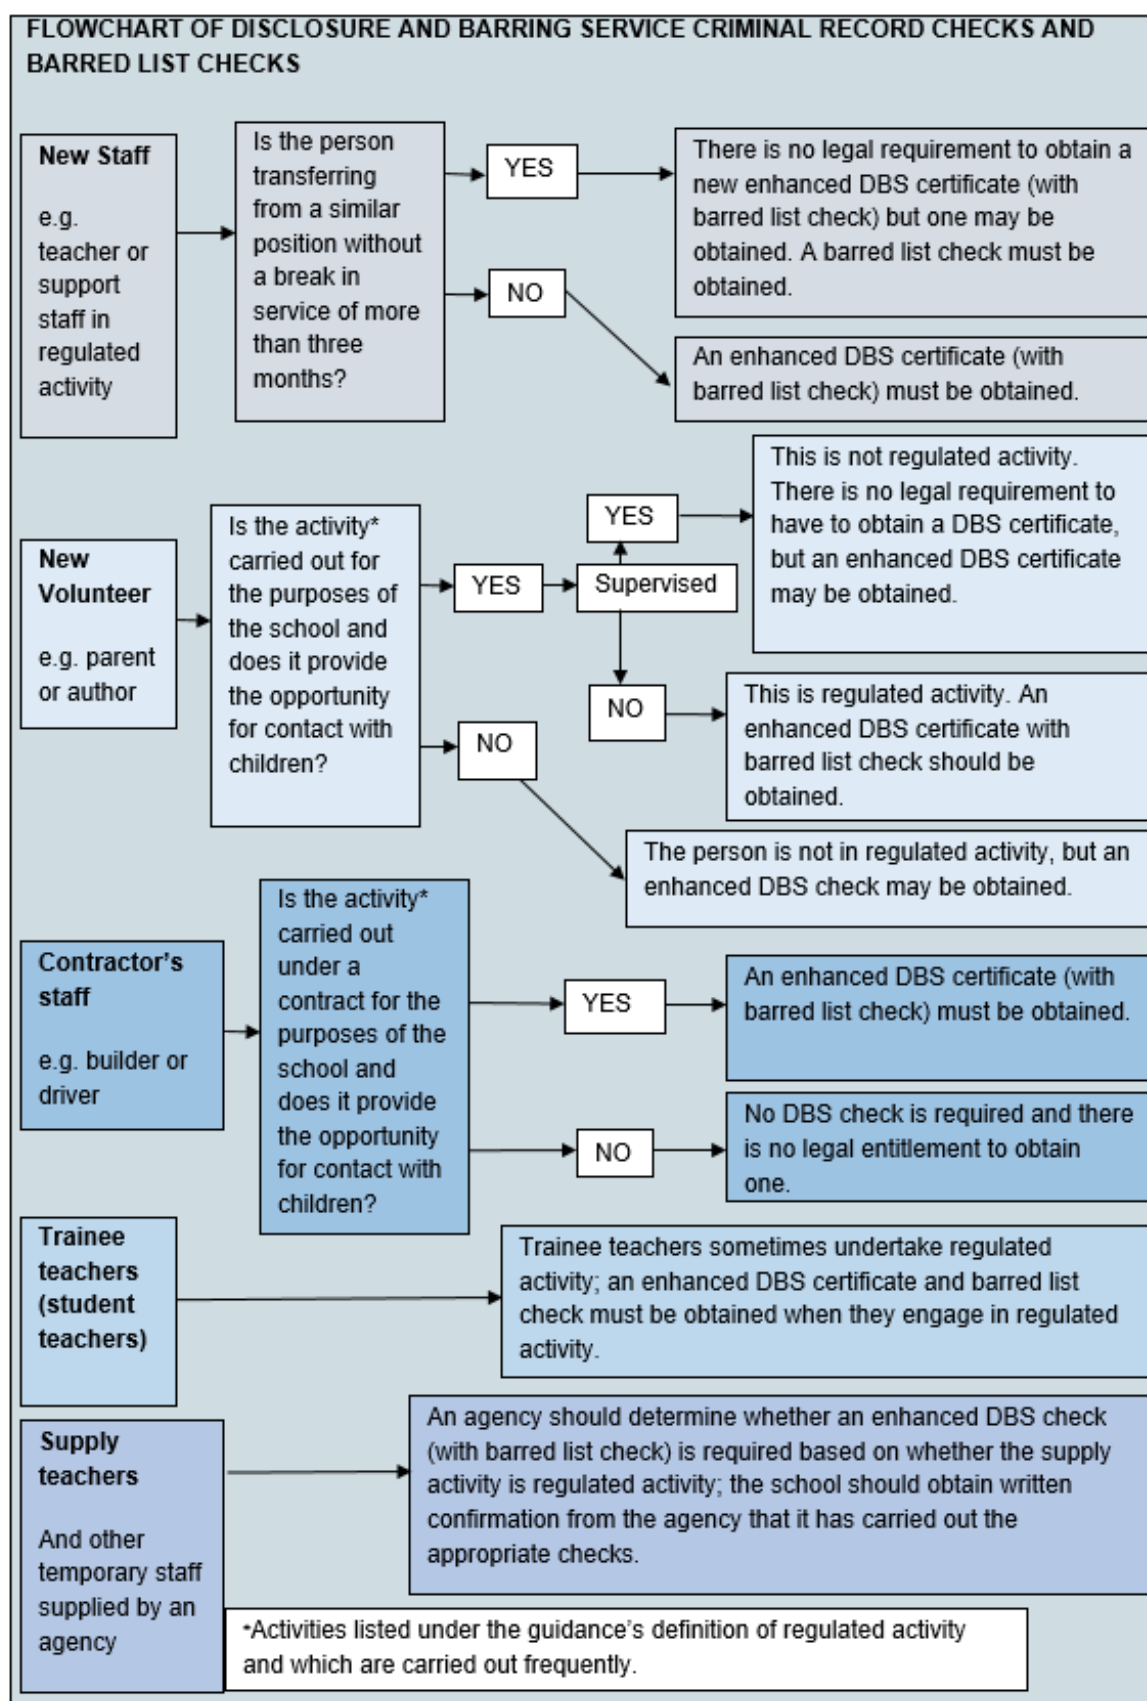 FLOWCHART OF DISCLOSURE AND BARRING SERVICE CRIMINAL RECORD CHECKS AND
BARRED LIST CHECKS
New Staff
e.g.
teacher or
support
staff in
regulated
activity
Is the person
transferring
from a similar
position without
a break in
service of more
than three
months?
YES
There is no legal requirement to obtain a
new enhanced DBS certificate (with
barred list check) but one may be
obtained. A barred list check must be
obtained.
NO
An enhanced DBS certificate (with
barred list check) must be obtained.
New
Volunteer
e.g. parent
or author
Is the activity*
carried out for
the purposes of
the school and
does it provide
the opportunity
for contact with
children?
YES
Supervised
YES
This is not regulated activity.
There is no legal requirement to
have to obtain a DBS certificate,
but an enhanced DBS certificate
may be obtained.
NO
This is regulated activity. An
enhanced DBS certificate with
barred list check should be
obtained.
NO
The person is not in regulated activity, but an
enhanced DBS check may be obtained.
Contractor's
staff
e.g. builder or
driver
Is the activity*
carried out
under a
contract for the
purposes of the
school and
does it provide
the opportunity
for contact with
children?
YES
An enhanced DBS certificate (with
barred list check) must be obtained.
NO
No DBS check is required and there
is no legal entitlement to obtain
one.
Trainee
teachers
(student
teachers)
Trainee teachers sometimes undertake regulated
activity; an enhanced DBS certificate and barred list
check must be obtained when they engage in regulated
activity.
Supply
teachers
And other
temporary staff
supplied by an
agency
An agency should determine whether an enhanced DBS check
(with barred list check) is required based on whether the supply
activity is regulated activity; the school should obtain written
confirmation from the agency that it has carried out the
appropriate checks.
*Activities listed under the guidance's definition of regulated activity
and which are carried out frequently.